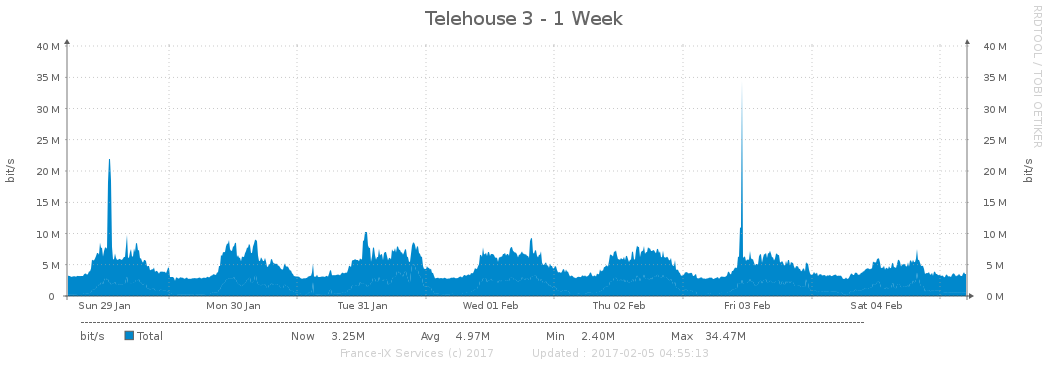 Telehouse 3 - 1 Week
RRDTOOL / TOBI OETIKER
bit/s
40 M 40 M
35 M 35 M
30 M 30 M
25 M 25 M
20 M 20 M
15 M 15 M
10 M 10 M
5 M 5 M
0 0 M
bit/s
Sun 29 Jan Mon 30 Jan Tue 31 Jan Wed 01 Feb Thu 02 Feb Fri 03 Feb Sat 04 Feb
bit/s Total Now 3.25M Avg 4.97M Min 2.40M Max 34.47M
France-IX Services (c) 2017 Updated : 2017-02-05 04:55:13